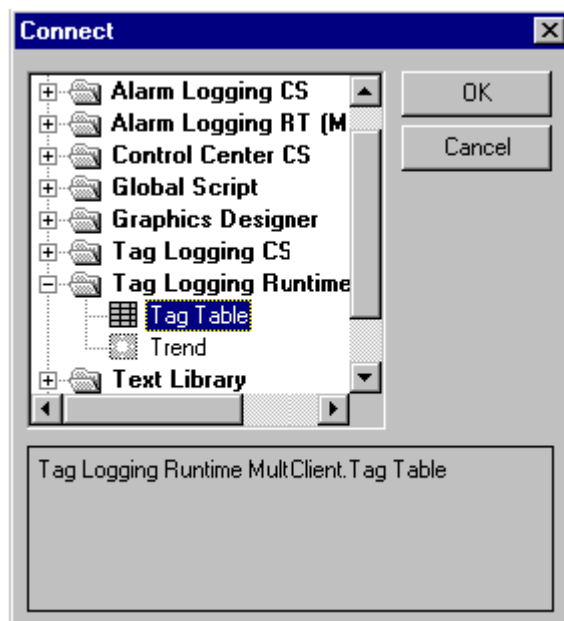 Connect
Alarm Logging CS
Alarm Logging RT (M
Control Center CS
Global Script
Graphics Designer
Tag Logging CS
Tag Logging Runtime
Tag Table
Trend
Text Library
OK
Cancel
Tag Logging Runtime MultClient.Tag Table